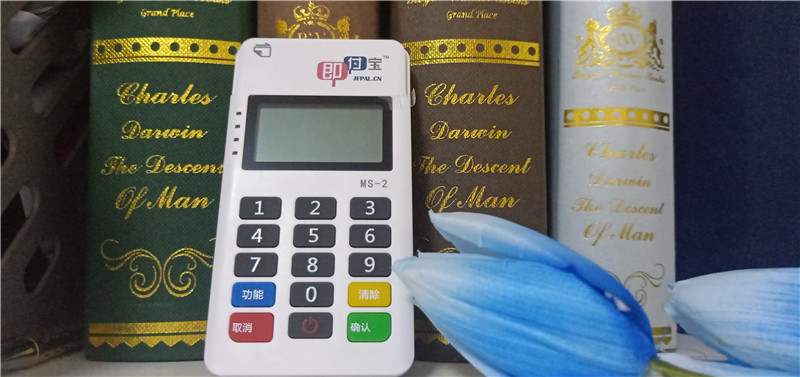 Grand Place
Charles
Darwin
The Descent
Of Man
即付宝™
JFPAL.CN
MS-2
1 2 3
4 5 6
7 8 9
功能 0 清除
取消 确认
Grand Place
Charles
Darwin
The Descent
Of Man
Charles
Darwin
The Descent
Of Man